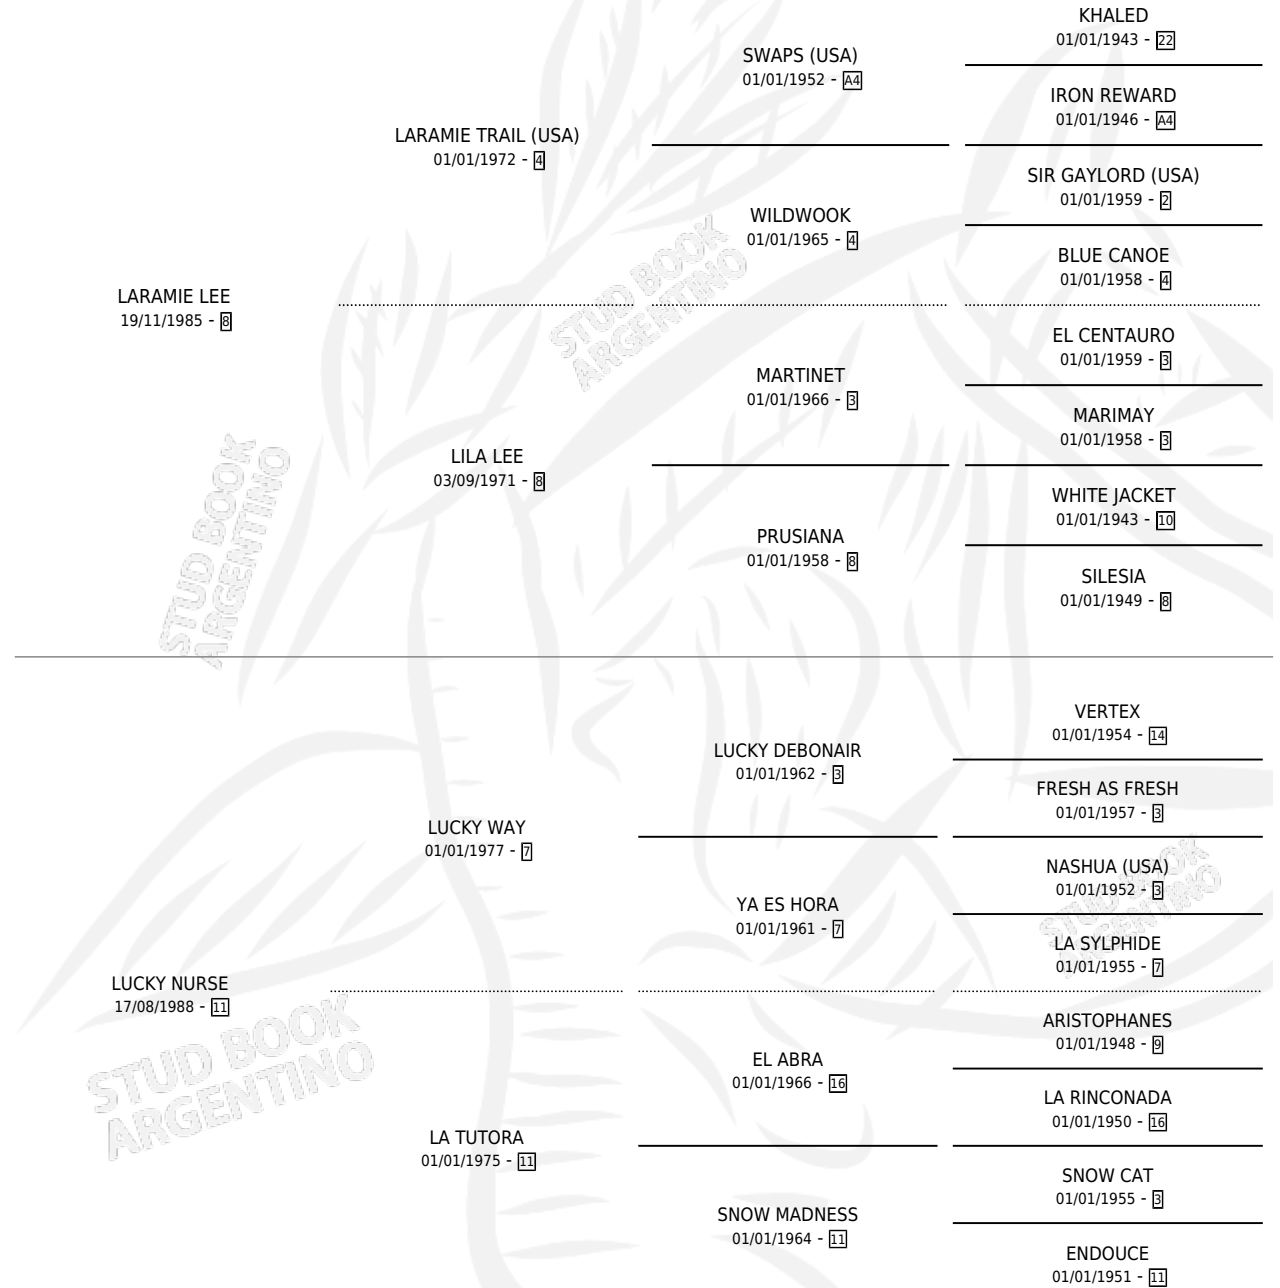 KHALED
01/01/1943 - 22
SWAPS (USA)
01/01/1952 - A4
IRON REWARD
01/01/1946 - A4
LARAMIE TRAIL (USA)
01/01/1972 - 4
SIR GAYLORD (USA)
01/01/1959 - 2
WILDWOOK
01/01/1965 - 4
BLUE CANOE
01/01/1958 - 4
LARAMIE LEE
19/11/1985 - 8
EL CENTAURO
01/01/1959 - 3
MARTINET
01/01/1966 - 3
MARIMAY
01/01/1958 - 3
LILA LEE
03/09/1971 - 8
WHITE JACKET
01/01/1943 - 10
PRUSIANA
01/01/1958 - 8
SILESIA
01/01/1949 - 8
STUD BOOK
ARGENTINO
STUD BOOK
ARGENTINO
VERTEX
01/01/1954 - 14
LUCKY DEBONAIR
01/01/1962 - 3
FRESH AS FRESH
01/01/1957 - 3
LUCKY WAY
01/01/1977 - 7
NASHUA (USA)
01/01/1952 - 3
YA ES HORA
01/01/1961 - 7
LA SYLPHIDE
01/01/1955 - 7
LUCKY NURSE
17/08/1988 - 11
ARISTOPHANES
01/01/1948 - 9
EL ABRA
01/01/1966 - 16
LA RINCONADA
01/01/1950 - 16
LA TUTORA
01/01/1975 - 11
SNOW CAT
01/01/1955 - 3
SNOW MADNESS
01/01/1964 - 11
ENDOUCE
01/01/1951 - 11
STUD BOOK
ARGENTINO
STUD BOOK
ARGENTINO